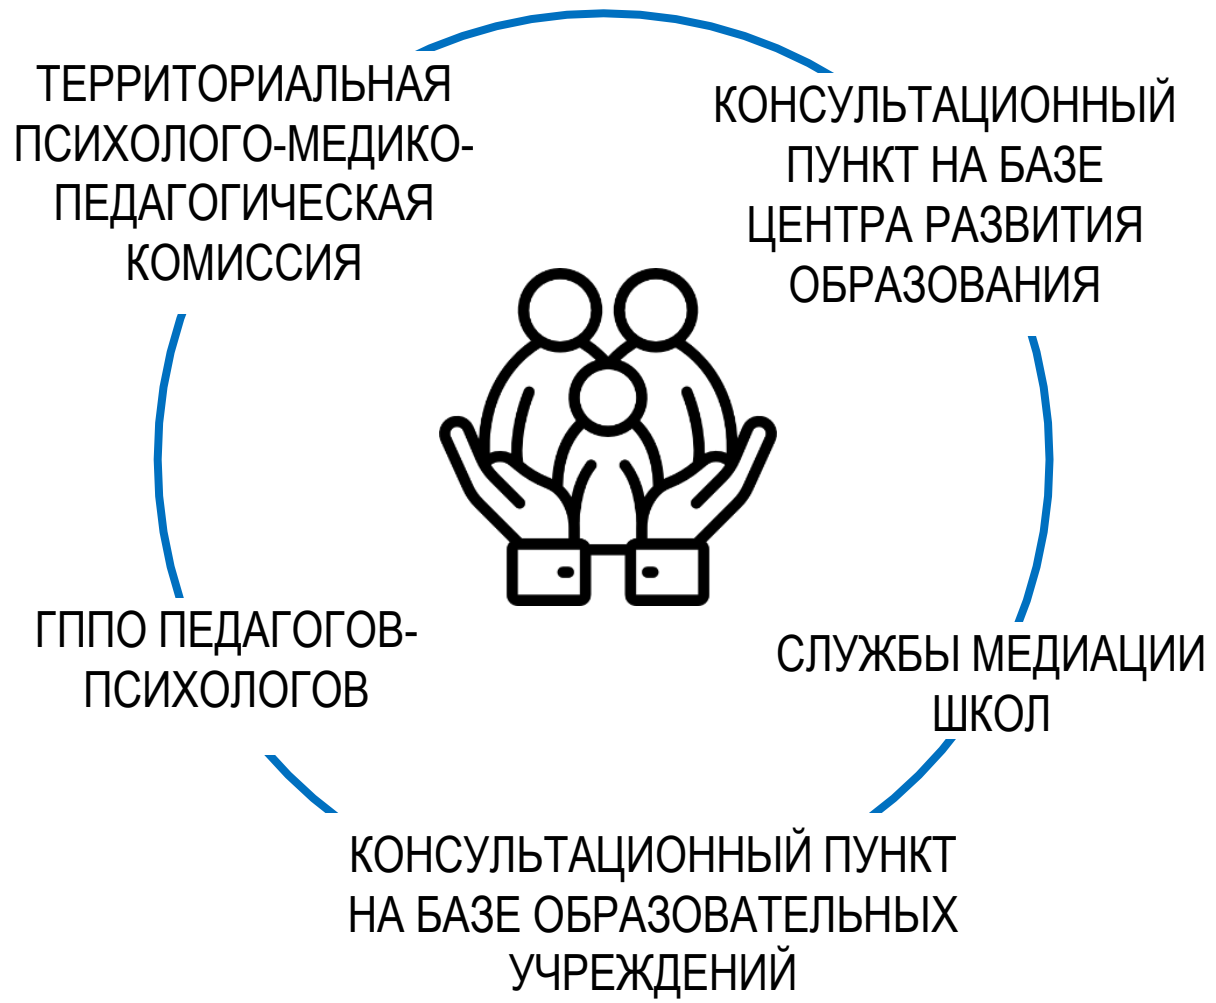 ТЕРРИТОРИАЛЬНАЯ
ПСИХОЛОГО-МЕДИКО-
ПЕДАГОГИЧЕСКАЯ
КОМИССИЯ
КОНСУЛЬТАЦИОННЫЙ
ПУНКТ НА БАЗЕ
ЦЕНТРА РАЗВИТИЯ
ОБРАЗОВАНИЯ
ГППО ПЕДАГОГОВ-
ПСИХОЛОГОВ
СЛУЖБЫ МЕДИАЦИИ
ШКОЛ
КОНСУЛЬТАЦИОННЫЙ ПУНКТ
НА БАЗЕ ОБРАЗОВАТЕЛЬНЫХ
УЧРЕЖДЕНИЙ